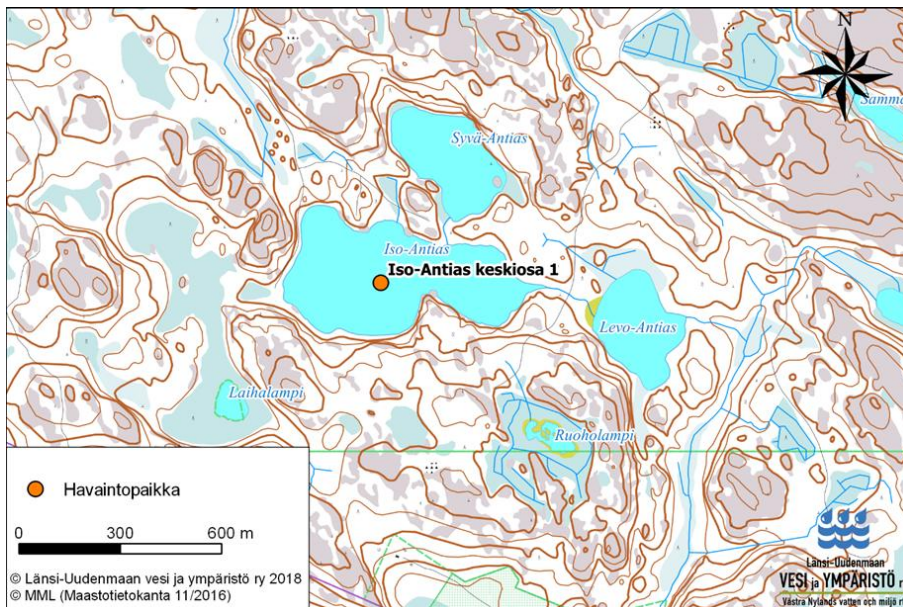 N
Samma
Syvä-Antias
Iso-Antias
Iso-Antias keskiosa 1
Levo-Antias
Laihalampi
Ruoholampi
Havaintopaikka
0 300 600 m
© Länsi-Uudenmaan vesi ja ympäristö ry 2018
© MML (Maastotietokanta 11/2016)
Länsi-Uudenmaan
VESI ja YMPÄRISTÖ r
Västra Nylands vatten och miljö r